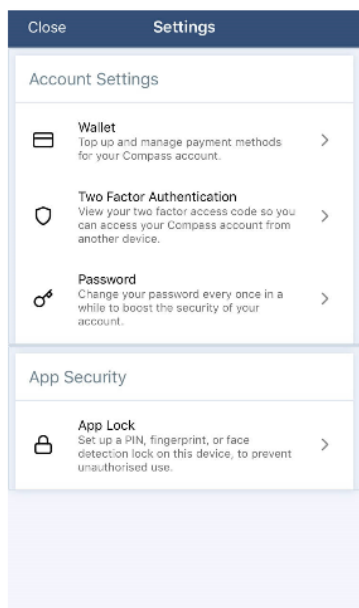 Close Settings
Account Settings
Wallet
Top up and manage payment methods
for your Compass account.
Two Factor Authentication
View your two factor access code so you
can access your Compass account from
another device.
Password
Change your password every once in a
while to boost the security of your
account.
App Security
App Lock
Set up a PIN, fingerprint, or face
detection lock on this device, to prevent
unauthorised use.